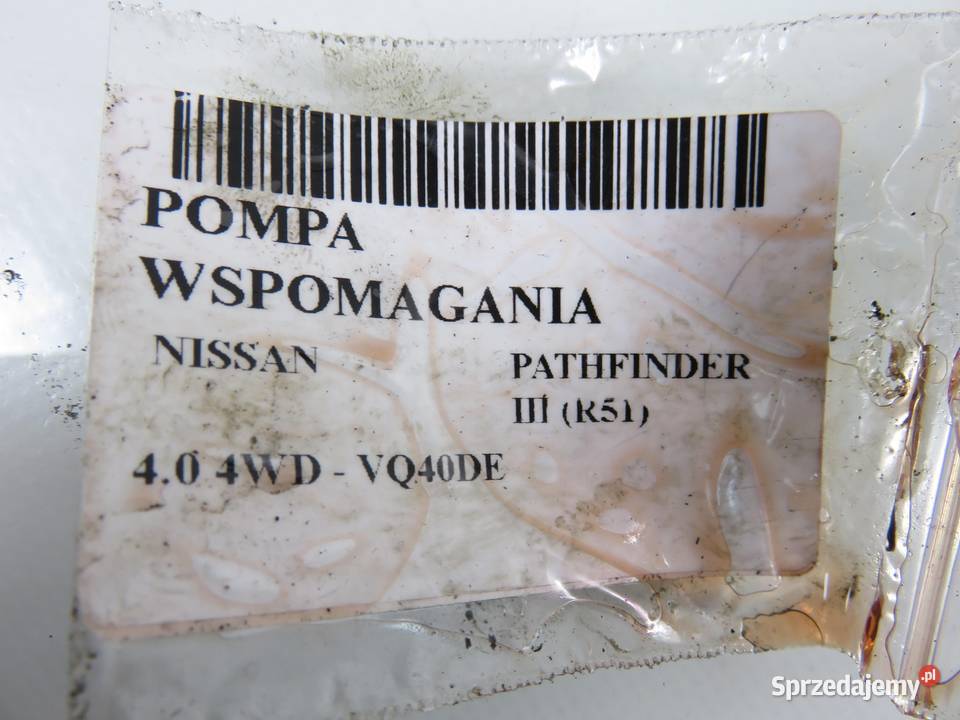 POMPA
WSPOMAGANIA
NISSAN PATHFINDER
III (R51)
4.0 4WD - VQ40DE
Sprzedajemy.pl